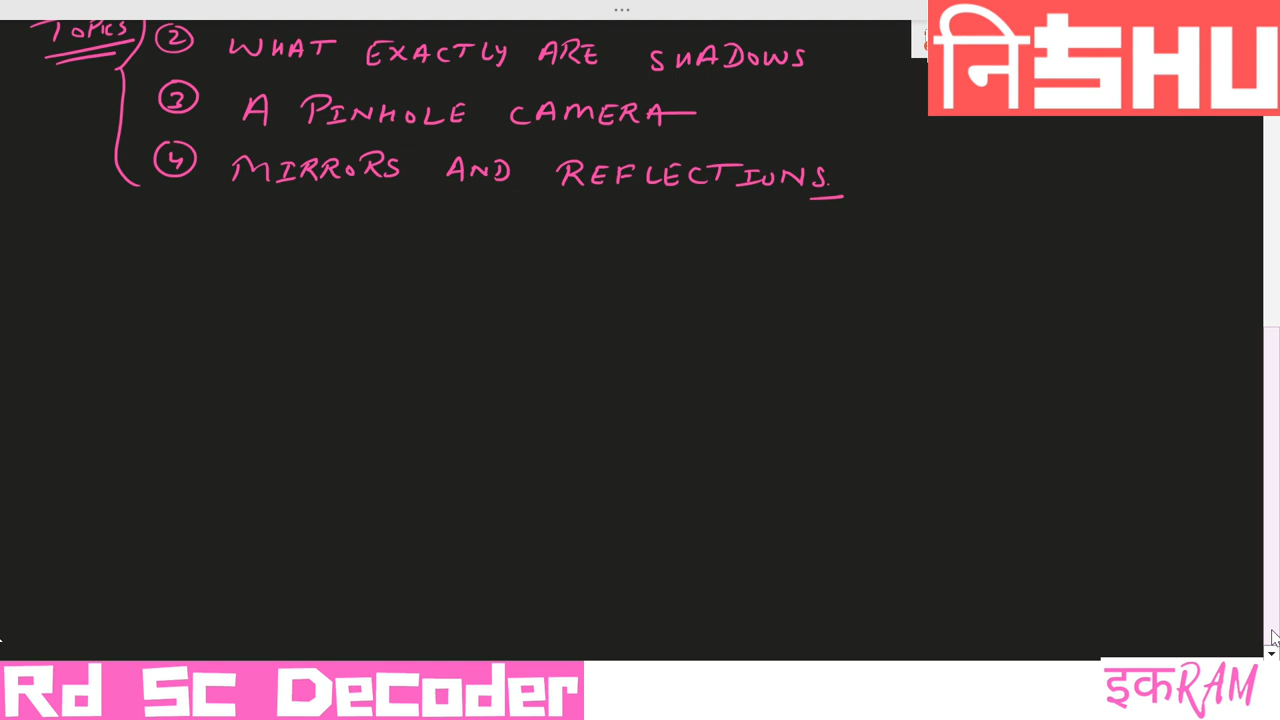 ...
निSHU
TOPICS
② WHAT EXACTLY ARE SHADOWS
③ A PINHOLE CAMERA
④ MIRRORS AND REFLECTIONS.
Rd Sc Decoder
इकRAM